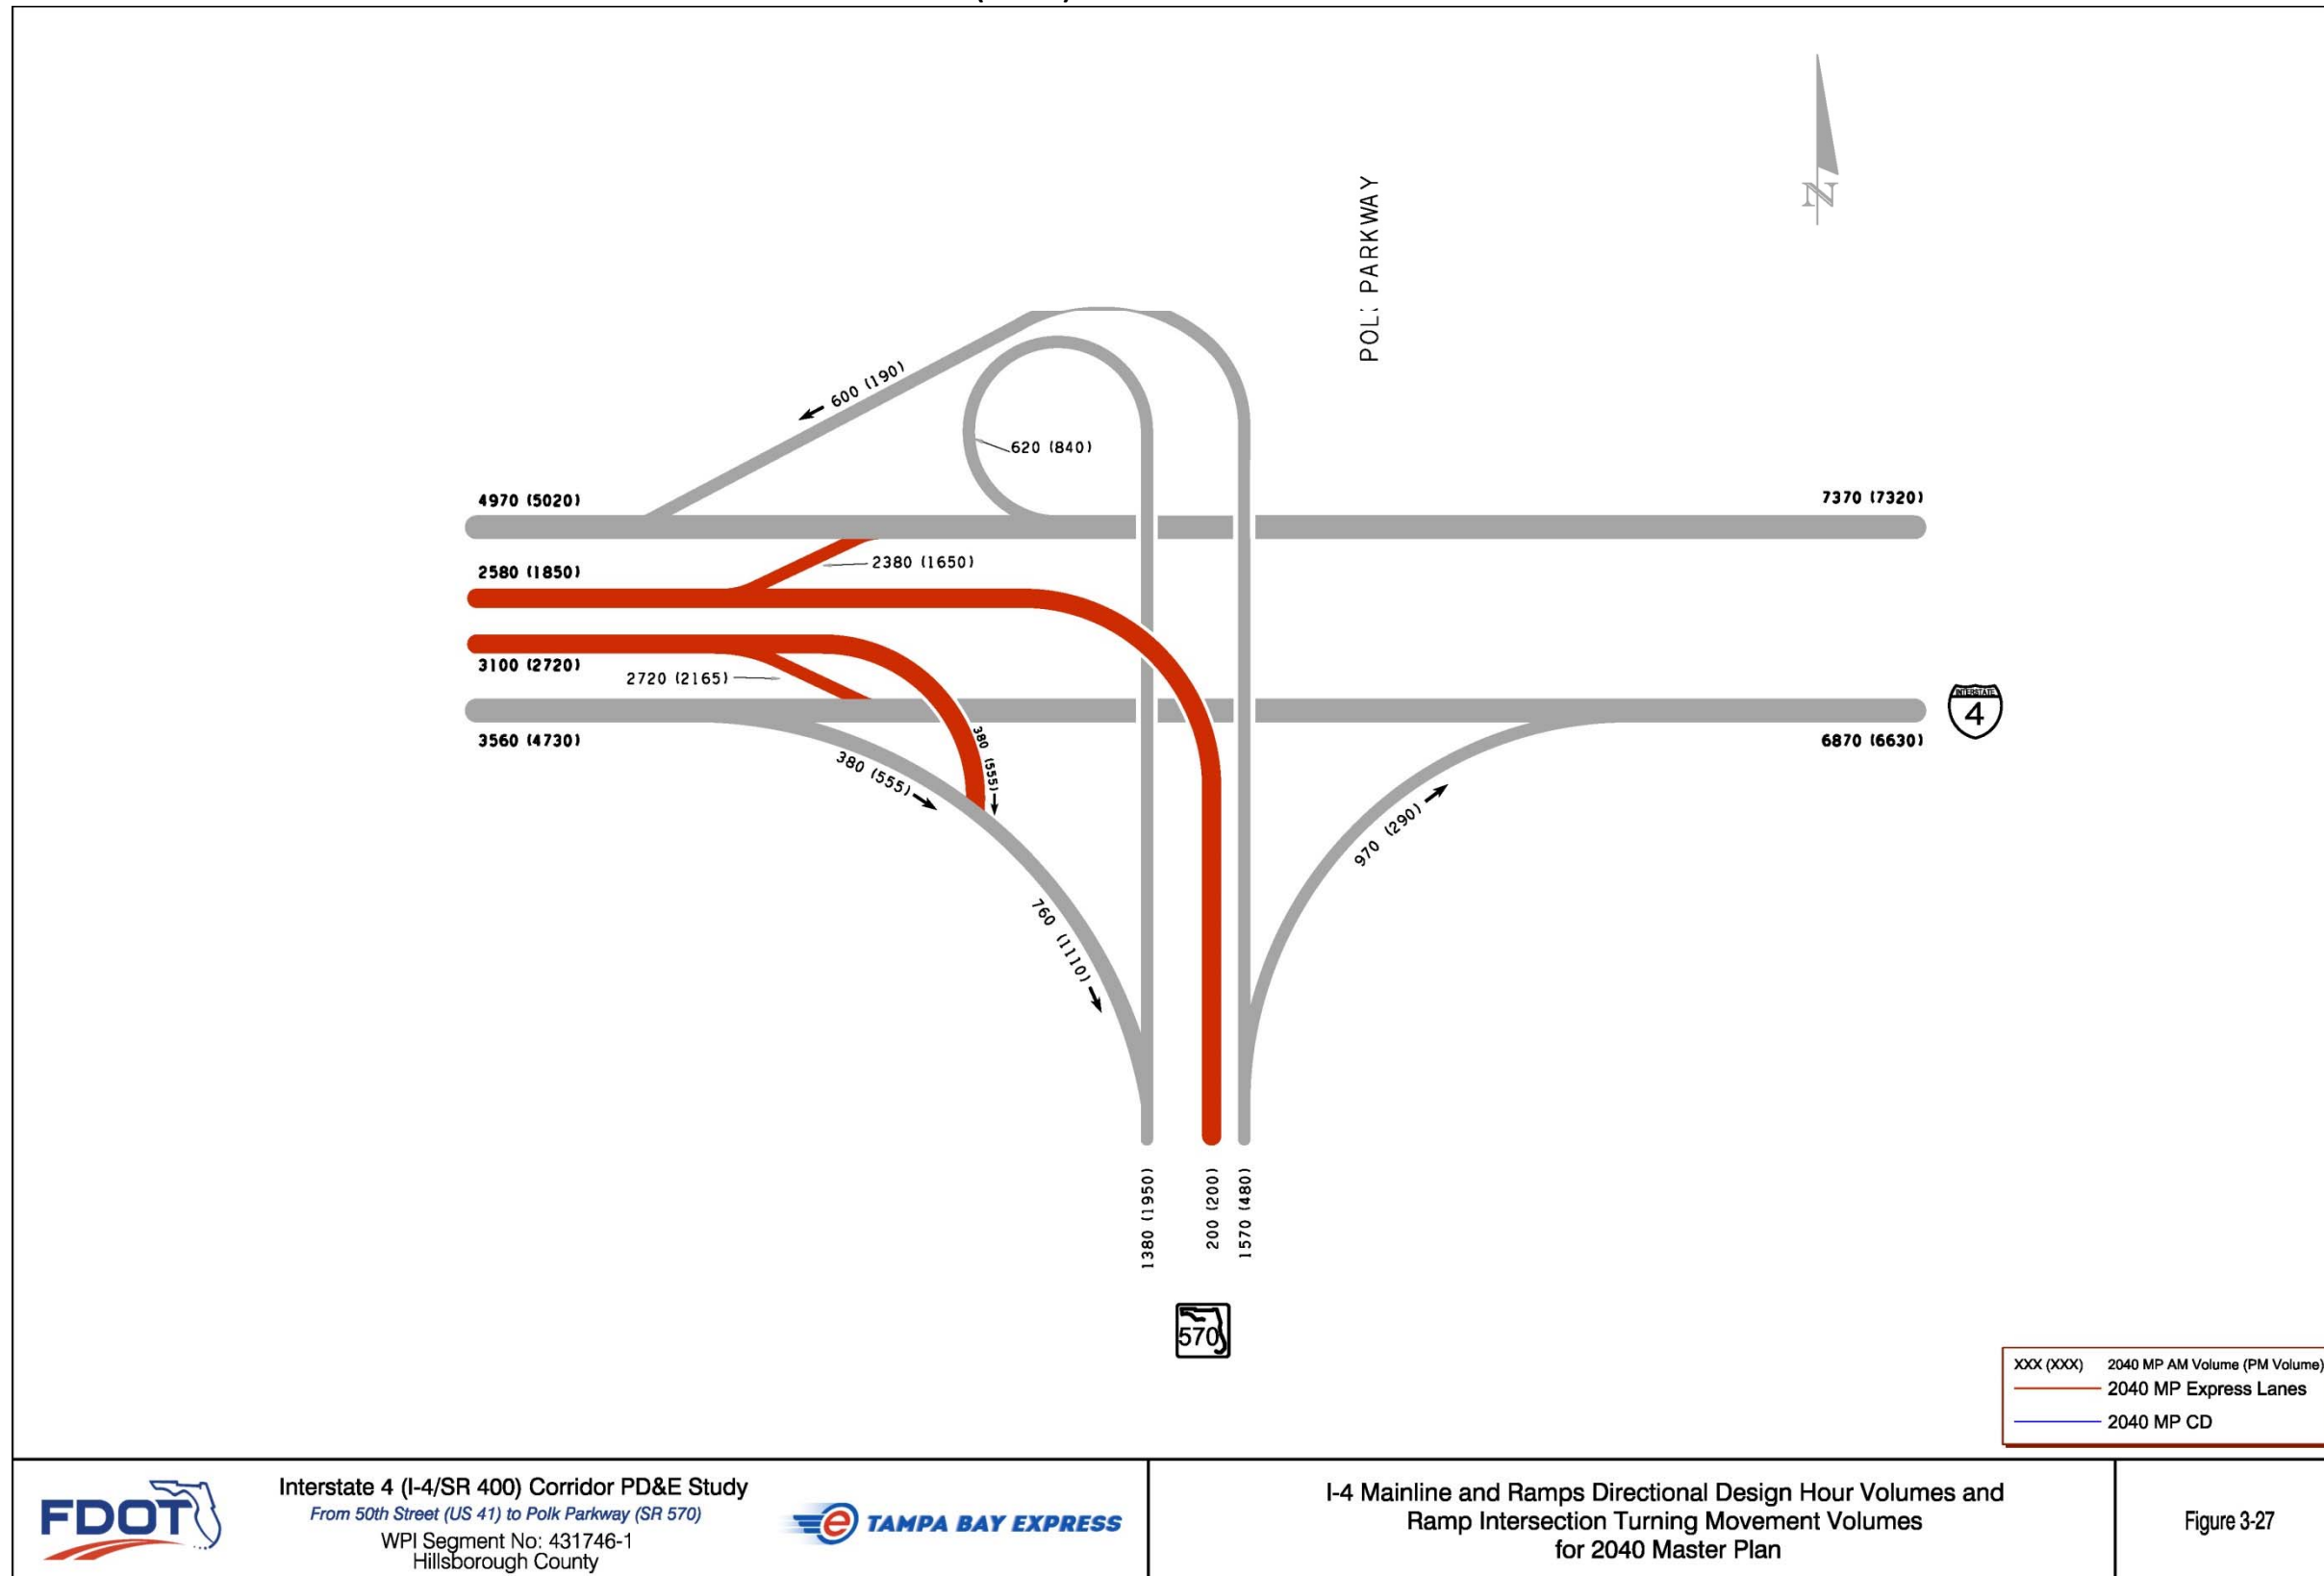 POLK PARKWAY
N
600 (190)
620 (840)
4970 (5020)
7370 (7320)
2380 (1650)
2580 (1850)
3100 (2720)
2720 (2165)
INTERSTATE
4
3560 (4730)
6870 (6630)
380 (555)
380 (555)
970 (290)
760 (1110)
1380 (1950)
200 (200)
1570 (480)
570
XXX (XXX) 2040 MP AM Volume (PM Volume)
2040 MP Express Lanes
2040 MP CD
FDOT
Interstate 4 (I-4/SR 400) Corridor PD&E Study
From 50th Street (US 41) to Polk Parkway (SR 570)
WPI Segment No: 431746-1
Hillsborough County
e TAMPA BAY EXPRESS
I-4 Mainline and Ramps Directional Design Hour Volumes and
Ramp Intersection Turning Movement Volumes
for 2040 Master Plan
Figure 3-27